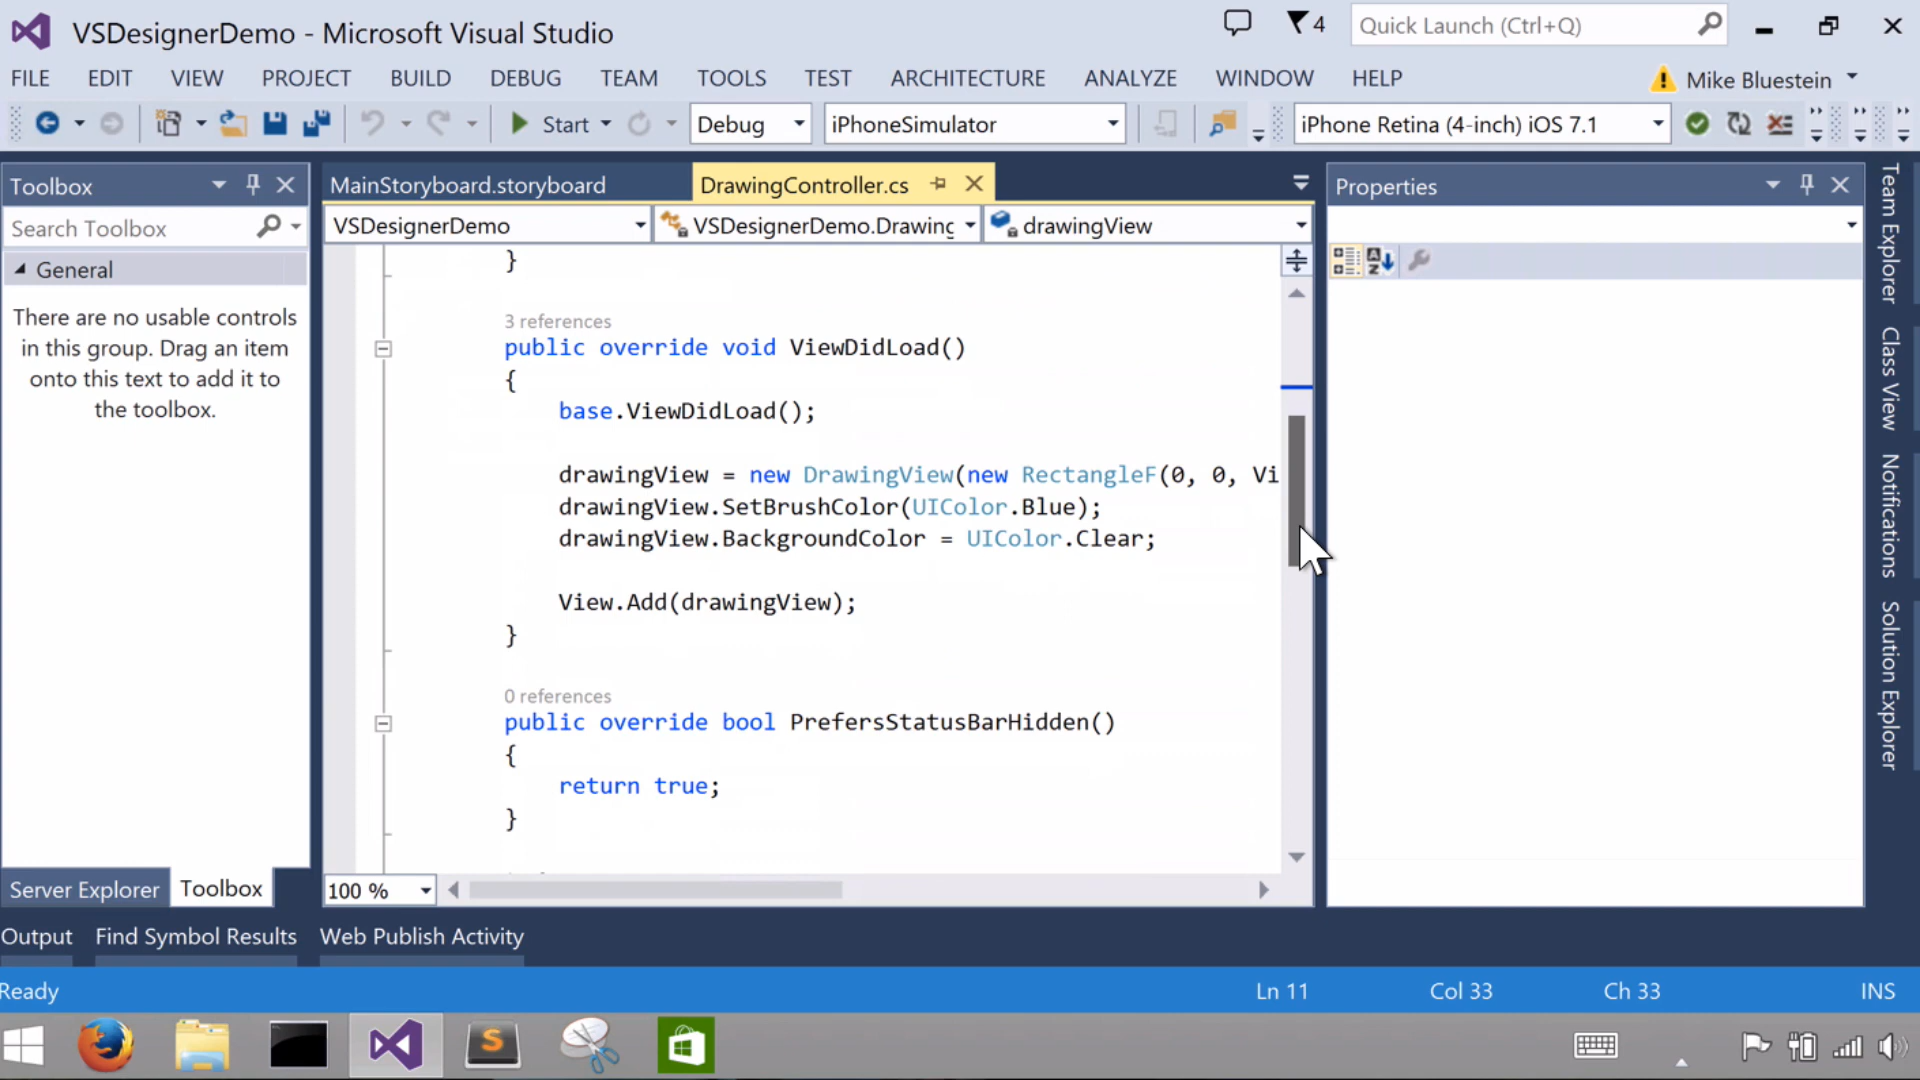 VSDesignerDemo - Microsoft Visual Studio
4
Quick Launch (Ctrl+Q)
FILE EDIT VIEW PROJECT BUILD DEBUG TEAM TOOLS TEST ARCHITECTURE ANALYZE WINDOW HELP
Mike Bluestein
Start
Debug
iPhoneSimulator
iPhone Retina (4-inch) iOS 7.1
Toolbox
Search Toolbox
General
There are no usable controls
in this group. Drag an item
onto this text to add it to
the toolbox.
Server Explorer Toolbox
MainStoryboard.storyboard DrawingController.cs
VSDesignerDemo VSDesignerDemo.Drawing drawingView
}
3 references
public override void ViewDidLoad()
{
base.ViewDidLoad();
drawingView = new DrawingView(new RectangleF(0, 0, Vi
drawingView.SetBrushColor(UIColor.Blue);
drawingView.BackgroundColor = UIColor.Clear;
View.Add(drawingView);
}
0 references
public override bool PrefersStatusBarHidden()
{
return true;
}
100 %
Properties
Team Explorer
Class View
Notifications
Solution Explorer
Output Find Symbol Results Web Publish Activity
Ready
Ln 11 Col 33 Ch 33 INS